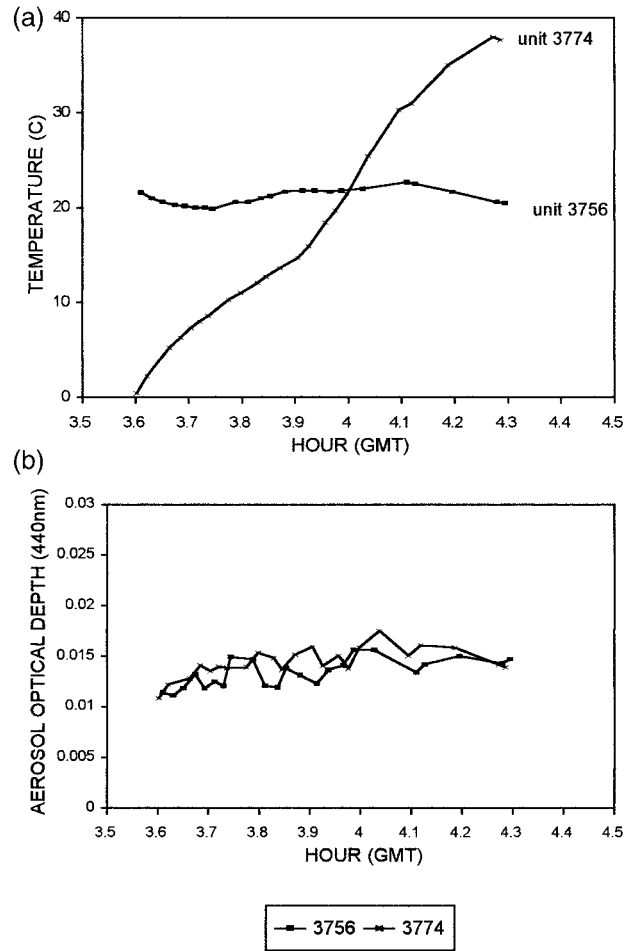 (a)
40
30
20
10
0
TEMPERATURE (C)
unit 3774
unit 3756
3.5 3.6 3.7 3.8 3.9 4 4.1 4.2 4.3 4.4 4.5
HOUR (GMT)
(b)
0.03
0.025
0.02
0.015
0.01
0.005
0
AEROSOL OPTICAL DEPTH (440nm)
3.5 3.6 3.7 3.8 3.9 4 4.1 4.2 4.3 4.4 4.5
HOUR (GMT)
3756 3774